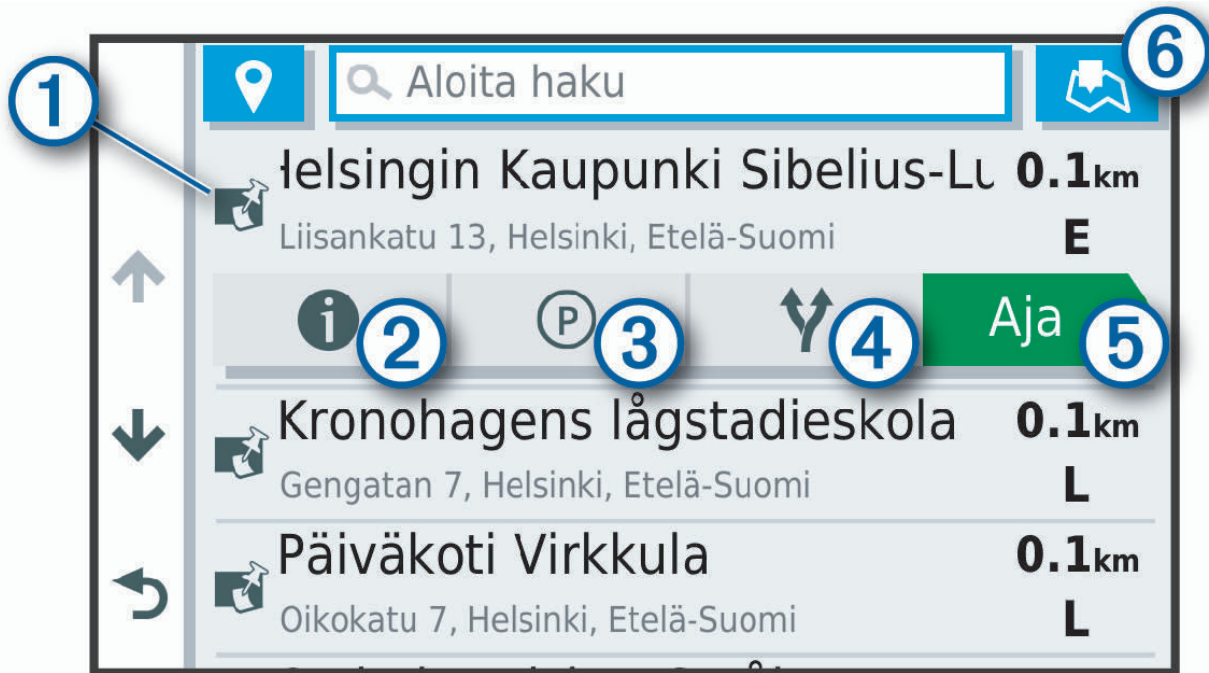 6
1
Aloita haku
Helsingin Kaupunki Sibelius-Lu 0.1km
Liisankatu 13, Helsinki, Etelä-Suomi E
2 P 3 4 Aja 5
Kronohagens lågstadieskola 0.1km
Gengatan 7, Helsinki, Etelä-Suomi L
Päiväkoti Virkkula 0.1km
Oikokatu 7, Helsinki, Etelä-Suomi L